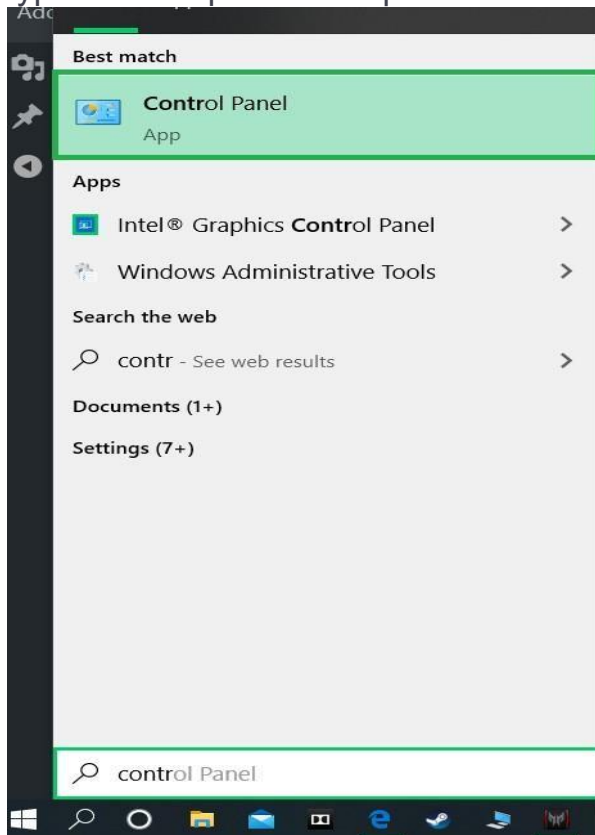 Best match
Control Panel
App
Apps
Intel® Graphics Control Panel
Windows Administrative Tools
Search the web
contr - See web results
Documents (1+)
Settings (7+)
control Panel